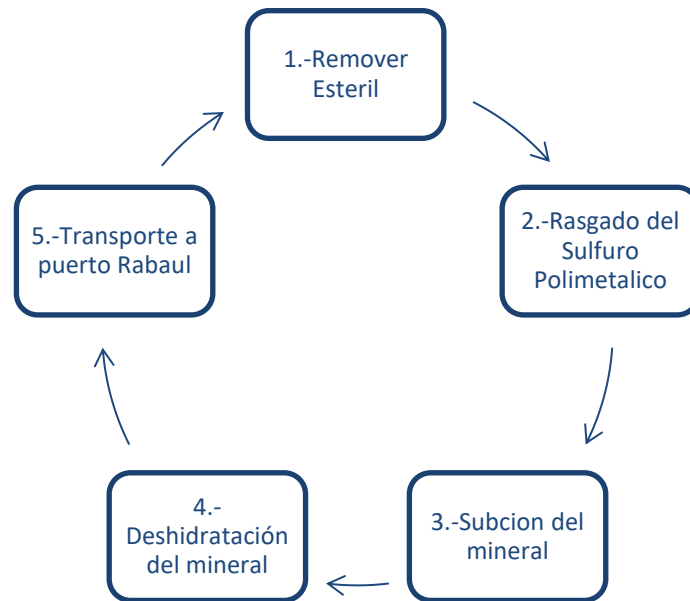 1.-Remover
Esteril
2.-Rasgado del
Sulfuro
Polimetalico
3.-Subcion del
mineral
4.-
Deshidratación
del mineral
5.-Transporte a
puerto Rabaul